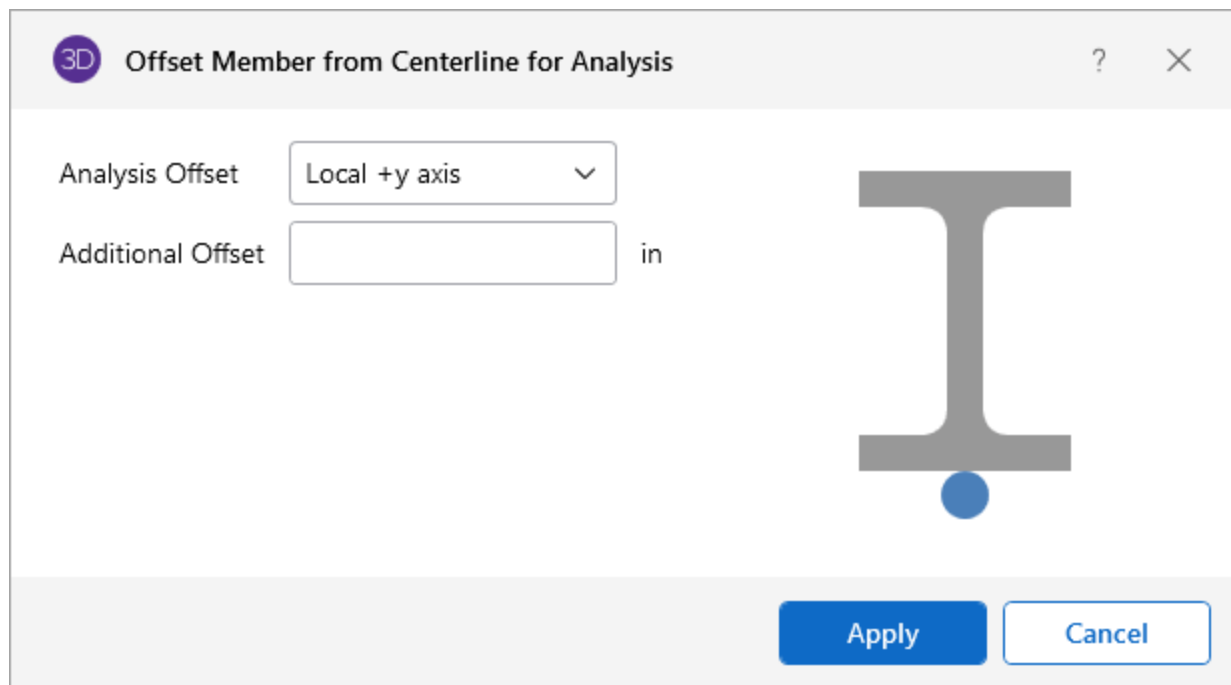 3D Offset Member from Centerline for Analysis ? ×
Analysis Offset Local +y axis
Additional Offset in
Apply Cancel